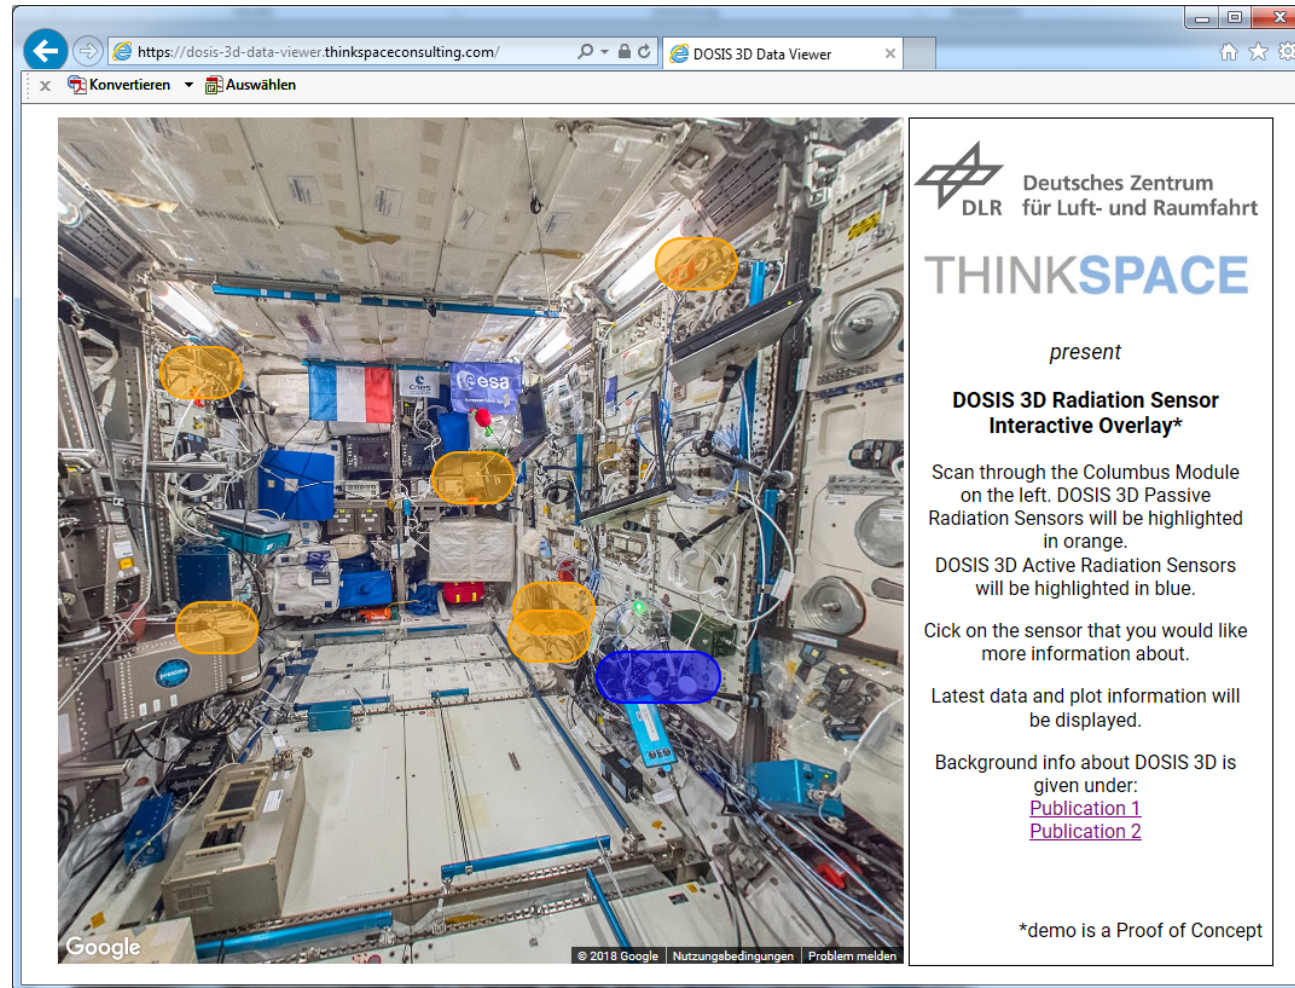 https://dosis-3d-data-viewer.thinkspaceconsulting.com/
DOSIS 3D Data Viewer
Konvertieren
Auswählen
cnes
esa
proxima
Google
© 2018 Google
Nutzungsbedingungen
Problem melden
DLR
Deutsches Zentrum
für Luft- und Raumfahrt
THINKSPACE
present
DOSIS 3D Radiation Sensor
Interactive Overlay*
Scan through the Columbus Module
on the left. DOSIS 3D Passive
Radiation Sensors will be highlighted
in orange.
DOSIS 3D Active Radiation Sensors
will be highlighted in blue.
Cick on the sensor that you would like
more information about.
Latest data and plot information will
be displayed.
Background info about DOSIS 3D is
given under:
Publication 1
Publication 2
*demo is a Proof of Concept